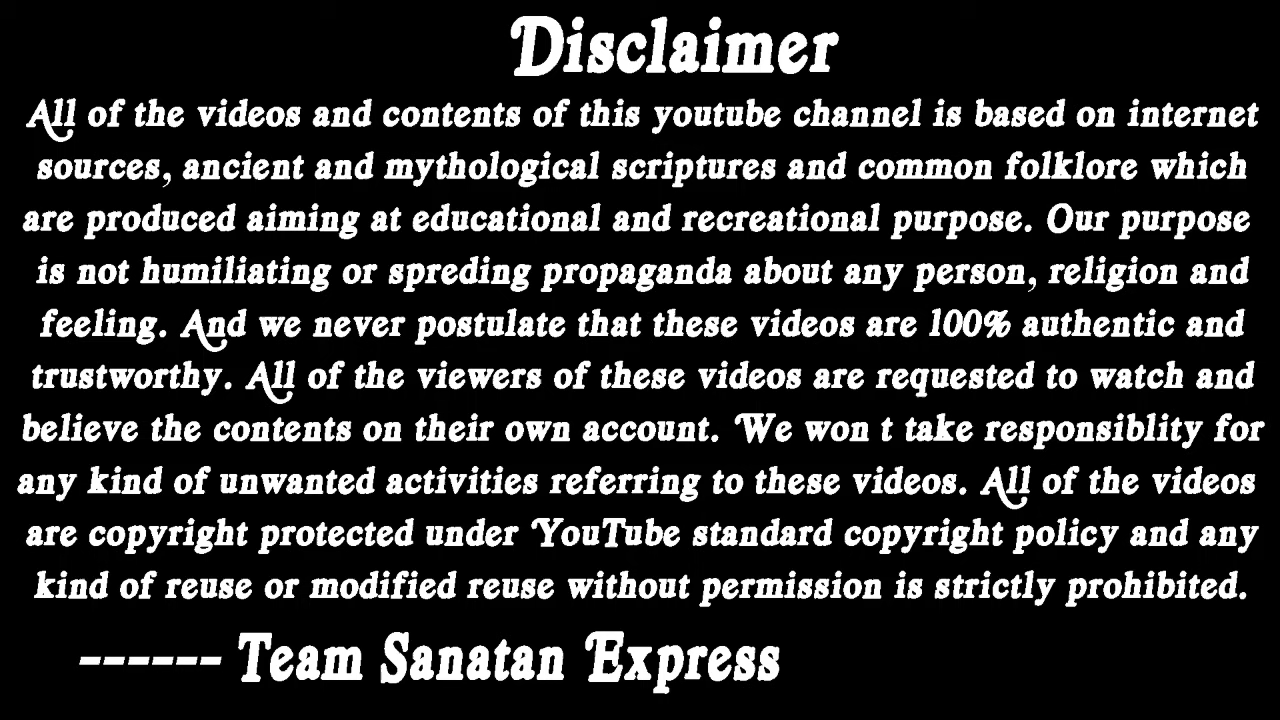 Disclaimer
All of the videos and contents of this youtube channel is based on internet
sources, ancient and mythological scriptures and common folklore which
are produced aiming at educational and recreational purpose. Our purpose
is not humiliating or spreding propaganda about any person, religion and
feeling. And we never postulate that these videos are 100% authentic and
trustworthy. All of the viewers of these videos are requested to watch and
believe the contents on their own account. We won t take responsiblity for
any kind of unwanted activities referring to these videos. All of the videos
are copyright protected under YouTube standard copyright policy and any
kind of reuse or modified reuse without permission is strictly prohibited.
------ Team Sanatan Express